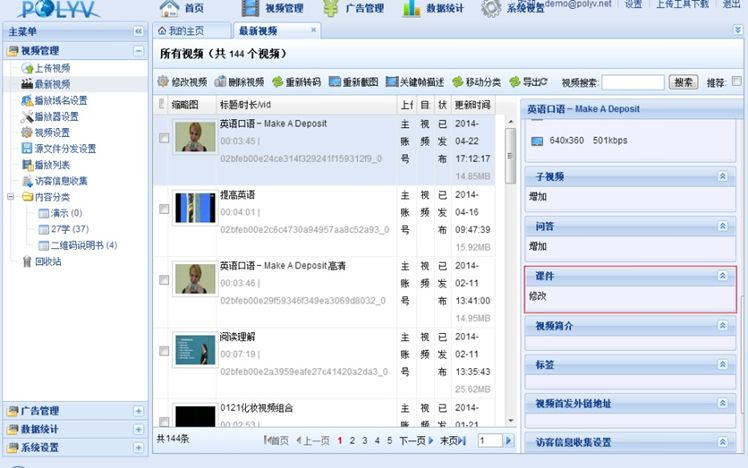 POLYV
首页
视频管理
广告管理
数据统计
系统设置
demo@polyv.net
设置
上传工具下载
退出
主菜单
我的主页
最新视频
视频管理
上传视频
最新视频
播放域名设置
播放器设置
视频设置
源文件分发设置
播放列表
访客信息收集
内容分类
演示 (0)
27学 (37)
二维码说明书 (4)
回收站
广告管理
数据统计
系统设置
所有视频（共 144 个视频）
修改视频 删除视频 重新转码 重新截图 关键帧描述 移动分类 导出 视频搜索: 搜索 推荐:
缩略图 标题/时长/vid 上传 目 状 更新时间
英语口语－Make A Deposit
00:03:45 |
02bfeb00e24ce314f329241f159312f9_0
主账号
视频
已发布
2014-04-22 17:12:17
14.85MB
提高英语
00:04:01 |
02bfeb00e2c6c4730a94957aa8c52a93_0
主账号
视频
已发布
2014-04-16 09:47:39
15.92MB
英语口语－Make A Deposit高清
00:03:46 |
02bfeb00e29f59346f349ea3069d8032_0
主账号
视频
已发布
2014-02-11 13:41:00
14.95MB
阅读理解
00:07:19 |
02bfeb00e2a3959eafe27c41420a2da3_0
主账号
视频
已发布
2014-02-11 13:35:43
25.62MB
0121化妆视频组合
00:02:53 |
主账
视频
已发
2014-01-21
共144条
首页 上一页 1 2 3 4 5 下一页 末页 1
英语口语－Make A Deposit
640x360 501kbps
子视频
增加
问答
增加
课件
修改
视频简介
标签
视频首发外链地址
访客信息收集设置